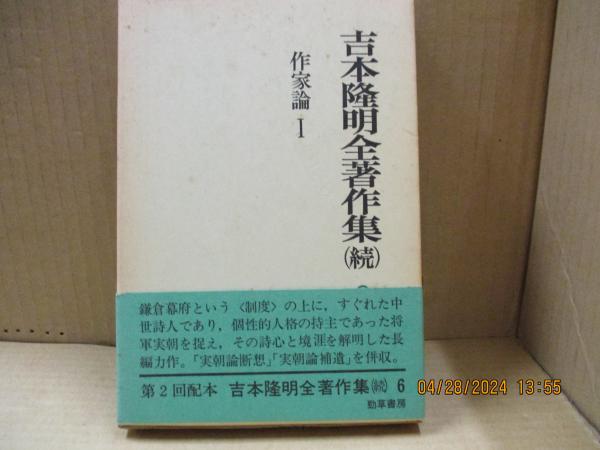 吉本隆明全著作集(続)
作家論 I
鎌倉幕府という〈制度〉の上に，すぐれた中
世詩人であり，個性的人格の持主であった将
軍実朝を捉え，その詩心と境涯を解明した長
編力作。「実朝論断想」「実朝論補遺」を併収。
第2回配本 吉本隆明全著作集(続) 6
勁草書房
04/28/2024 13:55